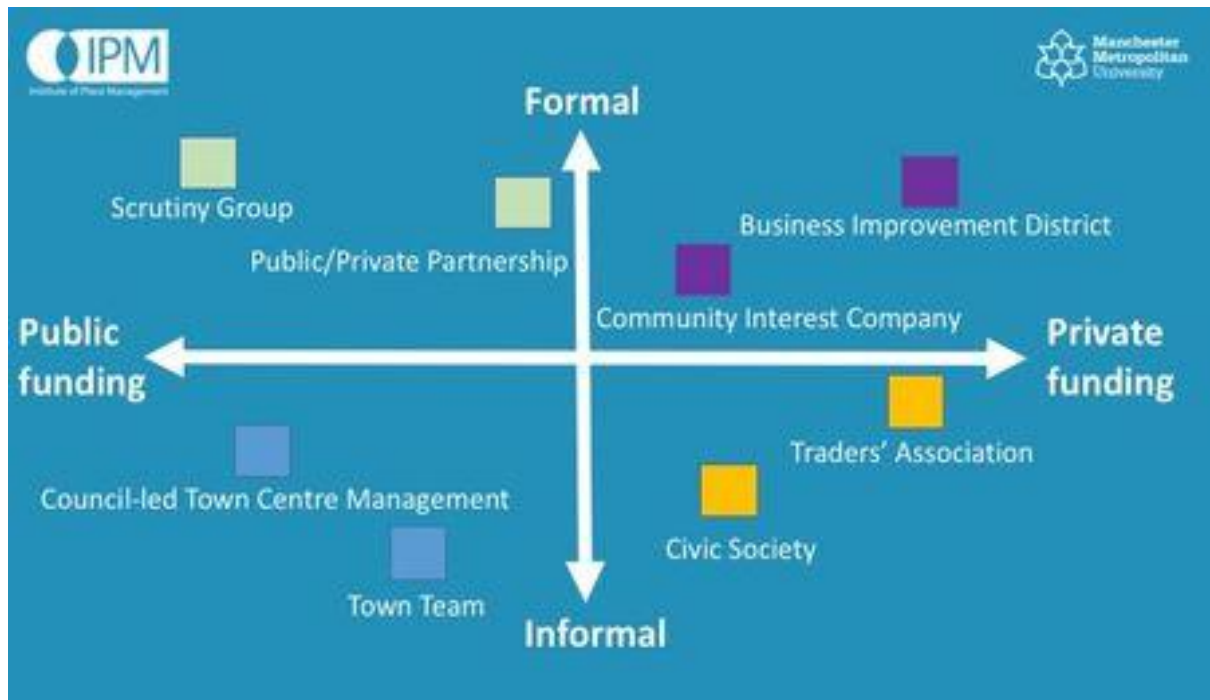 IPM
Institute of Place Management
Manchester
Metropolitan
University
Formal
Scrutiny Group
Public/Private Partnership
Business Improvement District
Community Interest Company
Public
funding
Private
funding
Traders' Association
Council-led Town Centre Management
Civic Society
Town Team
Informal